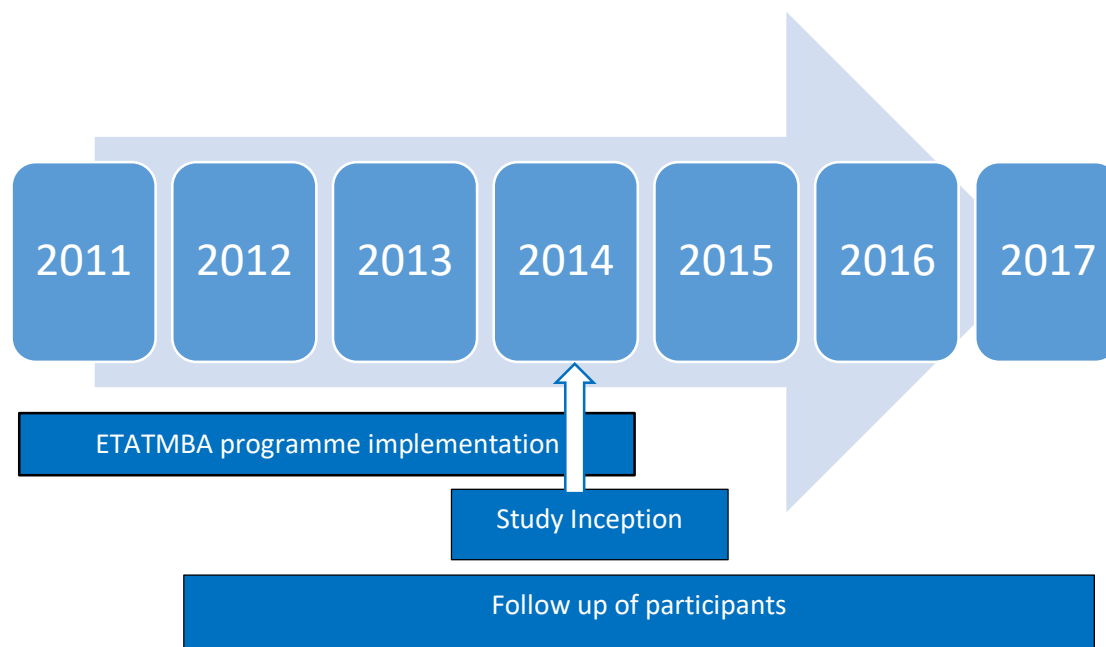 2011 2012 2013 2014 2015 2016 2017
ETATMBA programme implementation
Study Inception
Follow up of participants